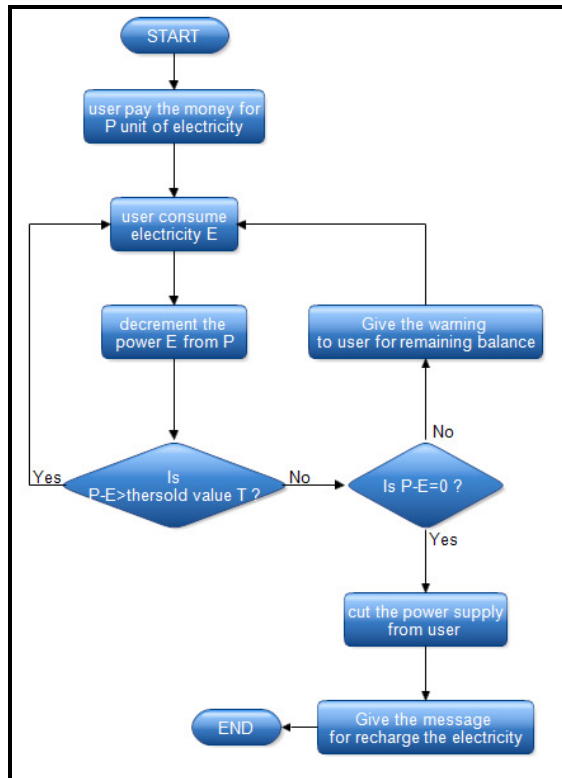 START
user pay the money for
P unit of electricity
user consume
electricity E
decrement the
power E from P
Give the warning
to user for remaining balance
Is
P-E>thersold value T ?
Yes
No
Is P-E=0 ?
No
Yes
cut the power supply
from user
Give the message
for recharge the electricity
END